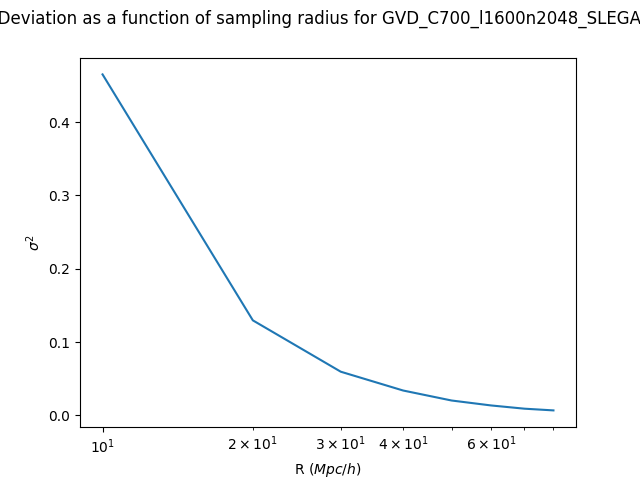 Deviation as a function of sampling radius for GVD_C700_l1600n2048_SLEGA
0.4
0.3
0.2
0.1
0.0
σ²
10¹
2 × 10¹
3 × 10¹
4 × 10¹
6 × 10¹
R (Mpc/h)